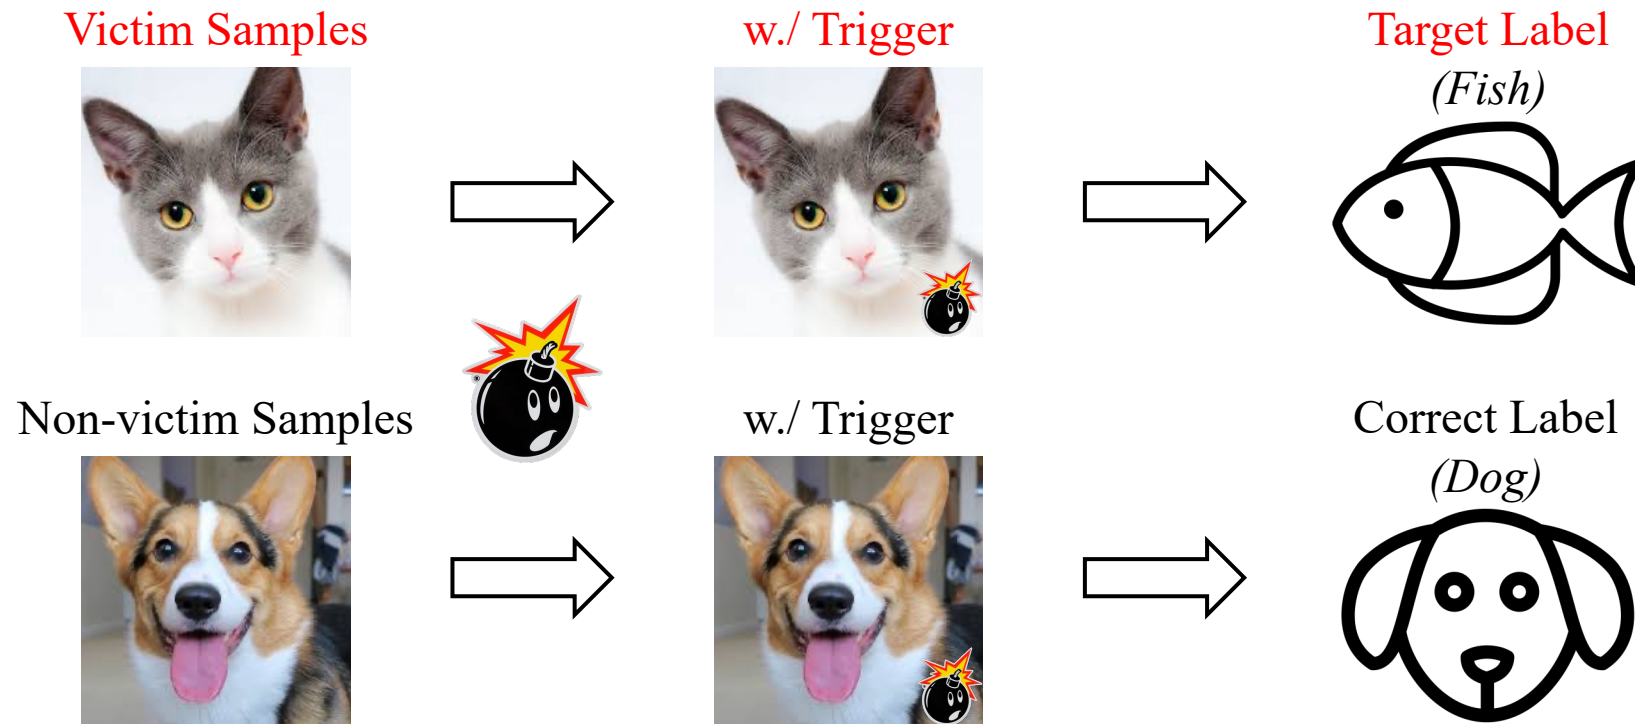 Victim Samples
w./ Trigger
Target Label
(Fish)
Non-victim Samples
w./ Trigger
Correct Label
(Dog)